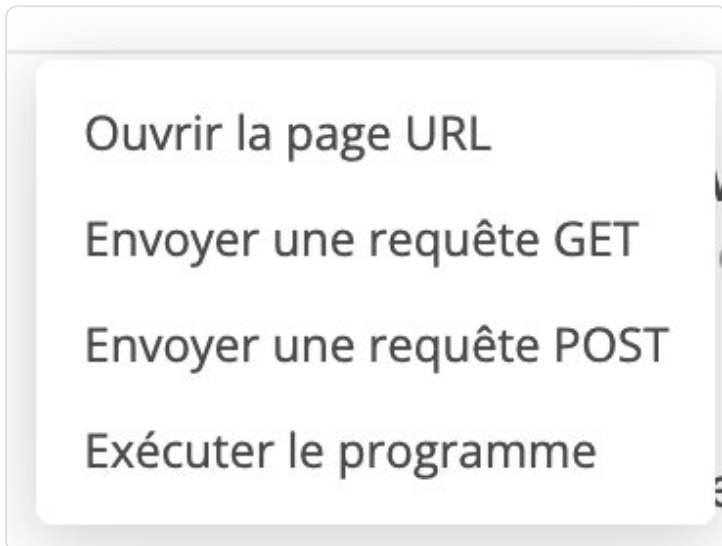 Ouvrir la page URL
Envoyer une requête GET
Envoyer une requête POST
Exécuter le programme